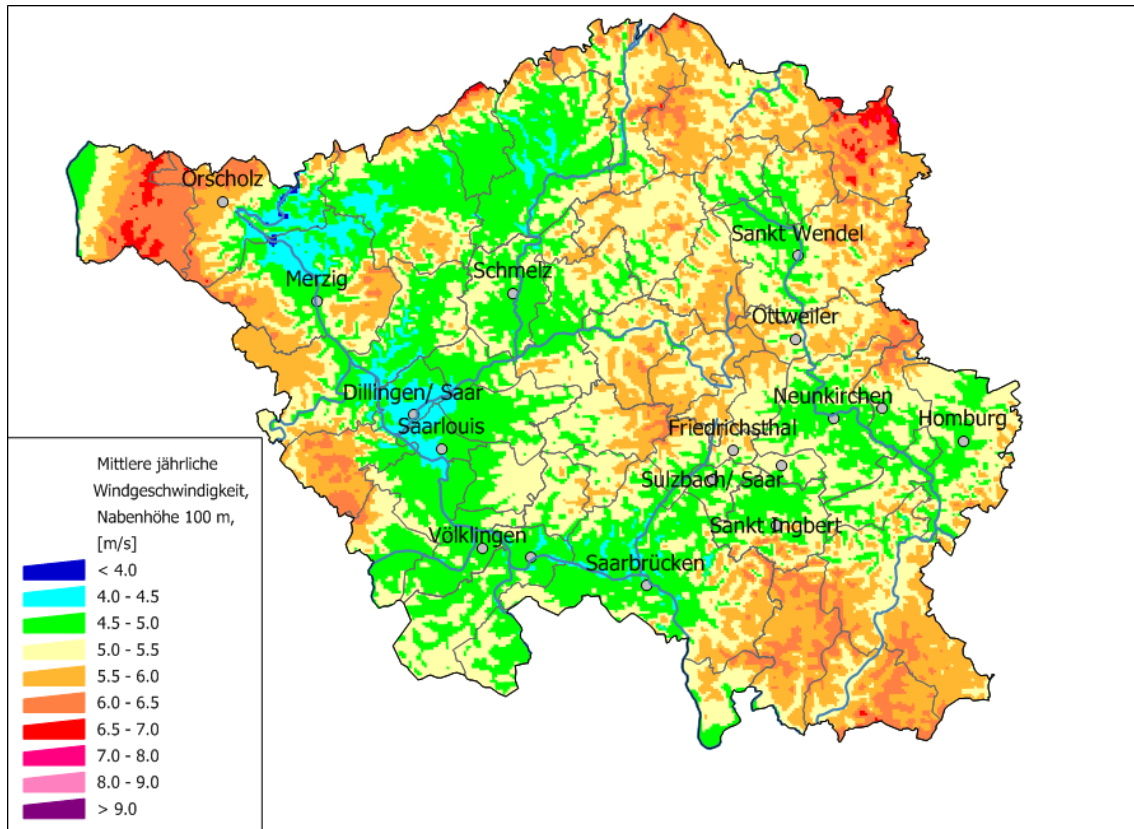 Orscholz
Sankt Wendel
Merzig
Schmelz
Ottweiler
Dillingen/ Saar
Neunkirchen
Saarlouis
Friedrichsthal
Homburg
Sulzbach/ Saar
Sankt Ingbert
Völklingen
Saarbrücken
Mittlere jährliche
Windgeschwindigkeit,
Nabenhöhe 100 m,
[m/s]
< 4.0
4.0 - 4.5
4.5 - 5.0
5.0 - 5.5
5.5 - 6.0
6.0 - 6.5
6.5 - 7.0
7.0 - 8.0
8.0 - 9.0
> 9.0